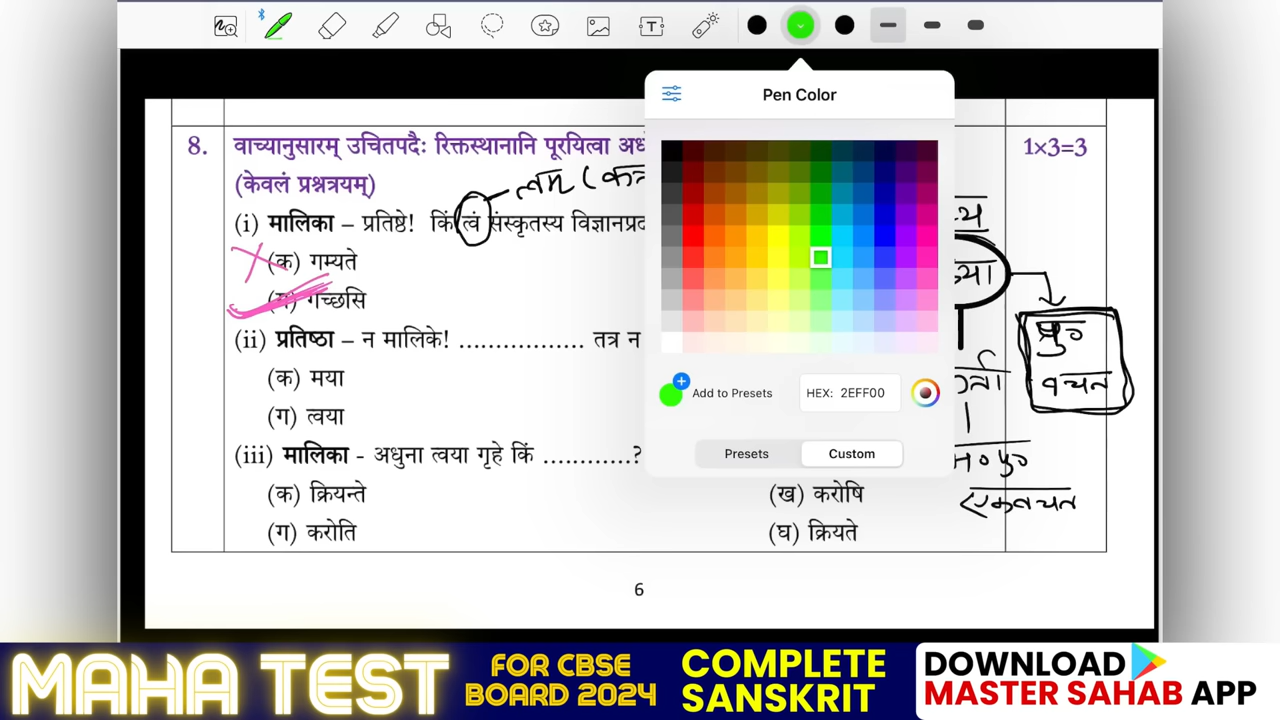 Pen Color
8. वाच्यानुसारम् उचितपदैः रिक्तस्थानानि पूरयित्वा
1×3=3
(केवलं प्रश्नत्रयम्)
(i) मालिका – प्रतिष्ठे! किं त्वं संस्कृतस्य
(क) गम्यते
गच्छसि
(ii) प्रतिष्ठा – न मालिके! ................. तत्र न
(क) मया
(ग) त्वया
वचन
Add to Presets
HEX: 2EFF00
Presets
Custom
(iii) मालिका - अधुना त्वया गृहे किं ............?
(क) क्रियन्ते
(ख) करोषि
एकवचन
(ग) करोति
(घ) क्रियते
6
MAHA TEST
FOR CBSE
BOARD 2024
COMPLETE
SANSKRIT
DOWNLOAD
MASTER SAHAB APP